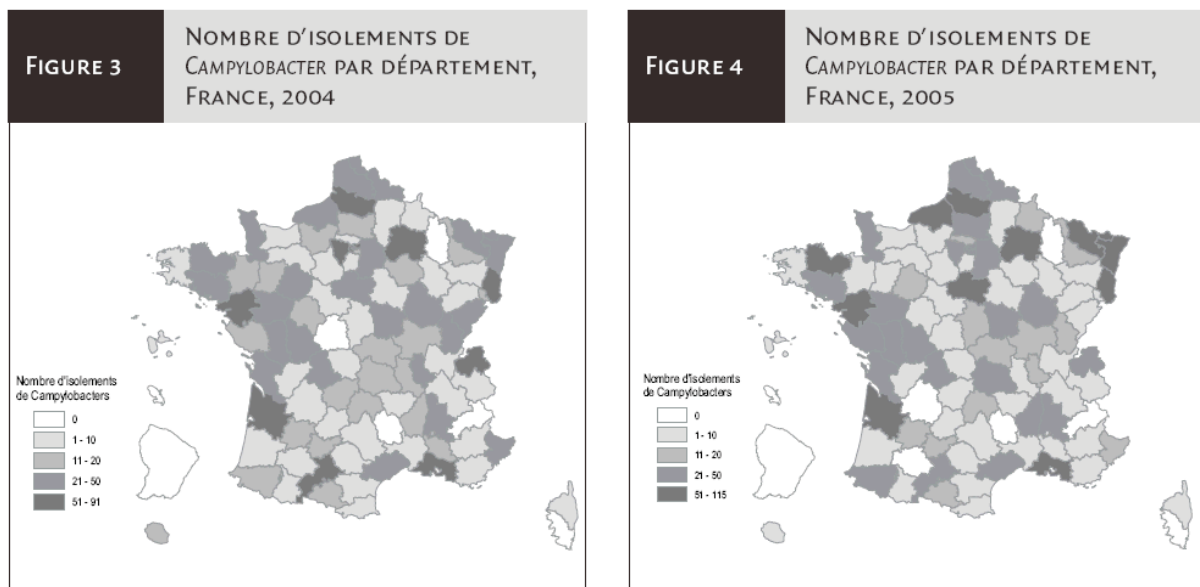 FIGURE 3
NOMBRE D'ISOLEMENTS DE
CAMPYLOBACTER PAR DÉPARTEMENT,
FRANCE, 2004
Nombre d'isolements
de Campylobacters
0
1 - 10
11 - 20
21 - 50
51 - 91
FIGURE 4
NOMBRE D'ISOLEMENTS DE
CAMPYLOBACTER PAR DÉPARTEMENT,
FRANCE, 2005
Nombre d'isolements
de Campylobacters
0
1 - 10
11 - 20
21 - 50
51 - 115